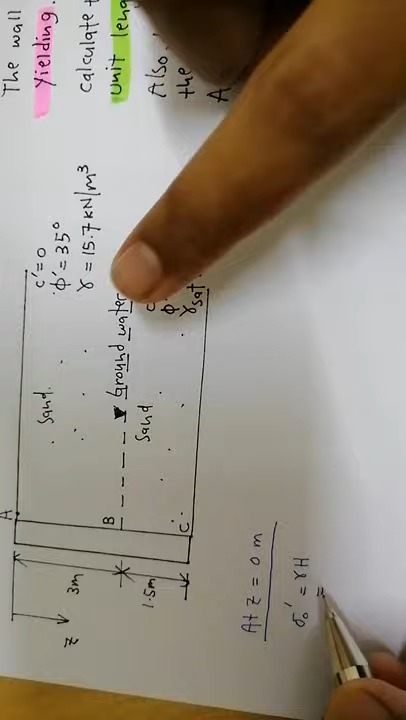 The wall
Yielding.
Calculate
Unit
Also
the
A
Sand
c' = 0
ϕ' = 35°
γ = 15.7 kN/m³
B
Ground water
Sand
c
ϕ
γsat
C
3m
1.5m
z
At z = 0 m
σo' = γH
=